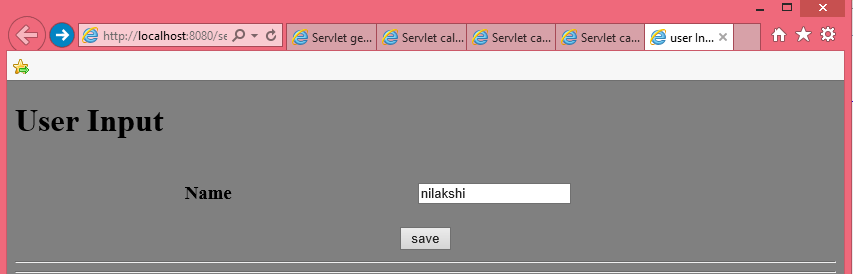 http://localhost:8080/se
Servlet ge...
Servlet cal...
Servlet ca...
Servlet ca...
user In...
User Input
Name
nilakshi
save